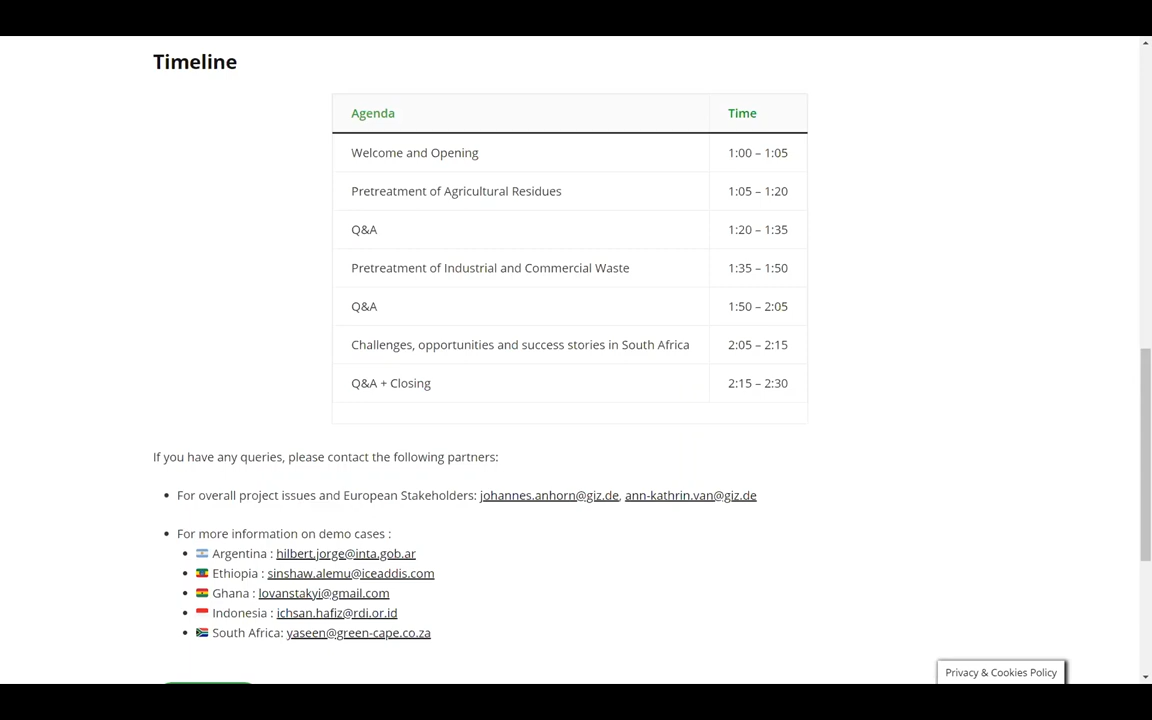 Timeline
Agenda Time
Welcome and Opening 1:00 – 1:05
Pretreatment of Agricultural Residues 1:05 – 1:20
Q&A 1:20 – 1:35
Pretreatment of Industrial and Commercial Waste 1:35 – 1:50
Q&A 1:50 – 2:05
Challenges, opportunities and success stories in South Africa 2:05 – 2:15
Q&A + Closing 2:15 – 2:30
If you have any queries, please contact the following partners:
For overall project issues and European Stakeholders: johannes.anhorn@giz.de, ann-kathrin.van@giz.de
For more information on demo cases :
Argentina : hilbert.jorge@inta.gob.ar
Ethiopia : sinshaw.alemu@iceaddis.com
Ghana : lovanstakyi@gmail.com
Indonesia : ichsan.hafiz@rdi.or.id
South Africa: yaseen@green-cape.co.za
Privacy & Cookies Policy